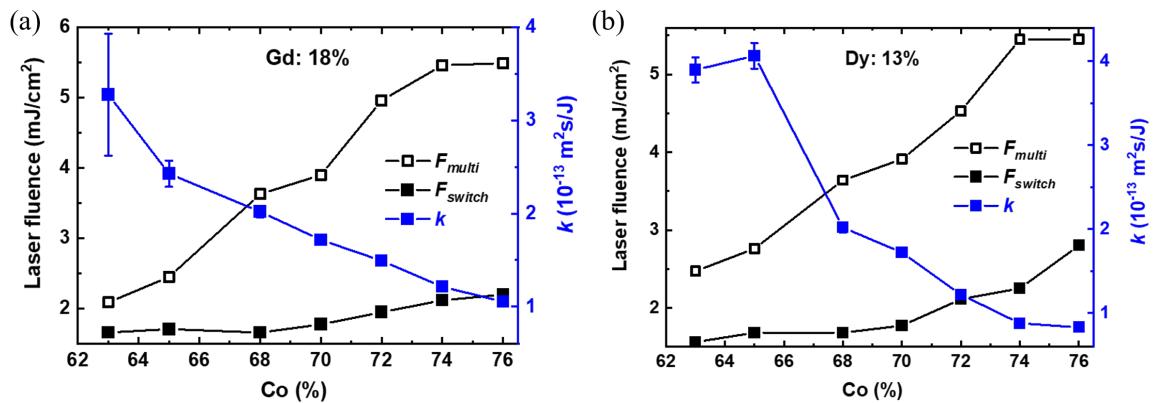 (a)
Gd: 18%
Laser fluence (mJ/cm²)
6
5
4
3
2
62 64 66 68 70 72 74 76
Co (%)
F_multi
F_switch
k
4
3
2
1
k (10⁻¹³ m²s/J)
(b)
Dy: 13%
Laser fluence (mJ/cm²)
5
4
3
2
62 64 66 68 70 72 74 76
Co (%)
F_multi
F_switch
k
4
3
2
1
k (10⁻¹³ m²s/J)